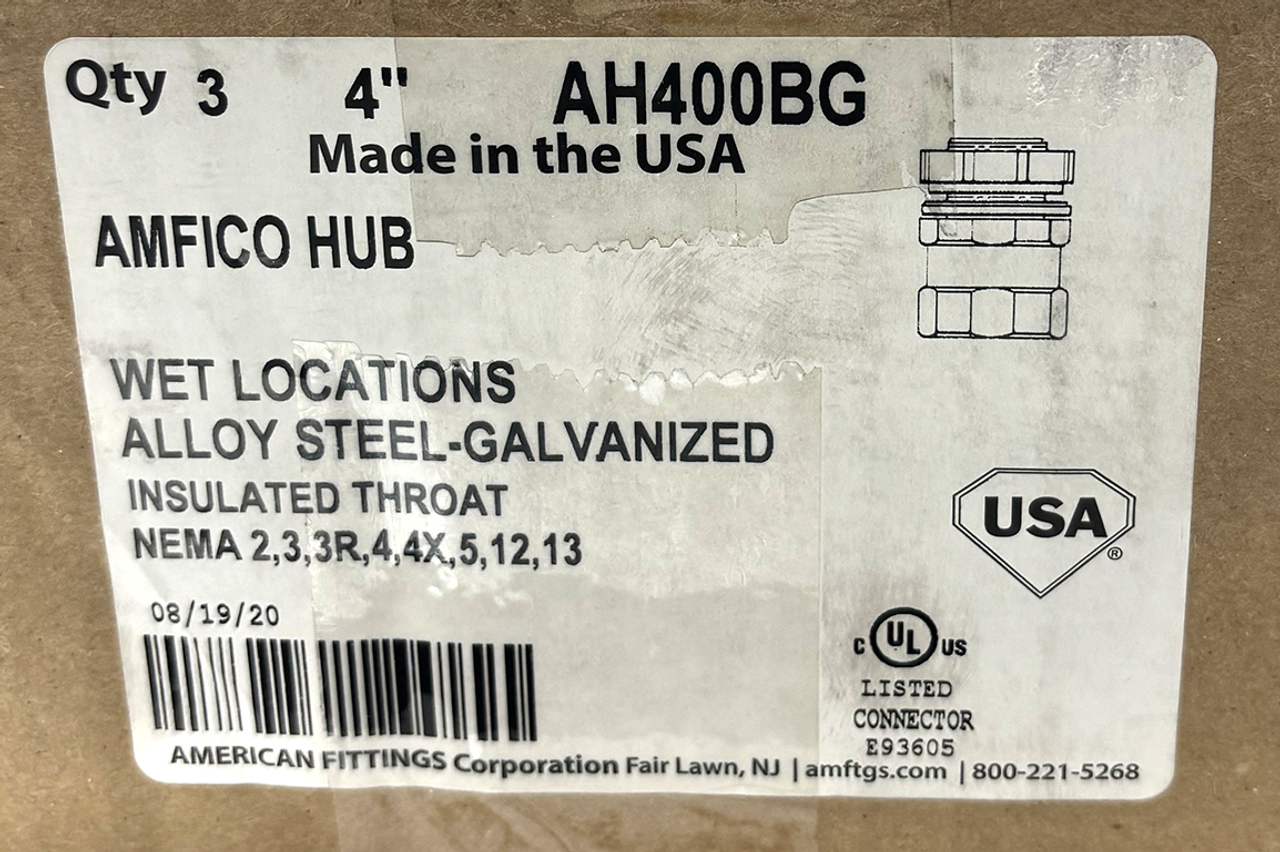 Qty 3 4" AH400BG
Made in the USA
AMFICO HUB
WET LOCATIONS
ALLOY STEEL-GALVANIZED
INSULATED THROAT
NEMA 2,3,3R,4,4X,5,12,13
USA
®
08/19/20
C UL US
LISTED
CONNECTOR
E93605
AMERICAN FITTINGS Corporation Fair Lawn, NJ | amftgs.com | 800-221-5268